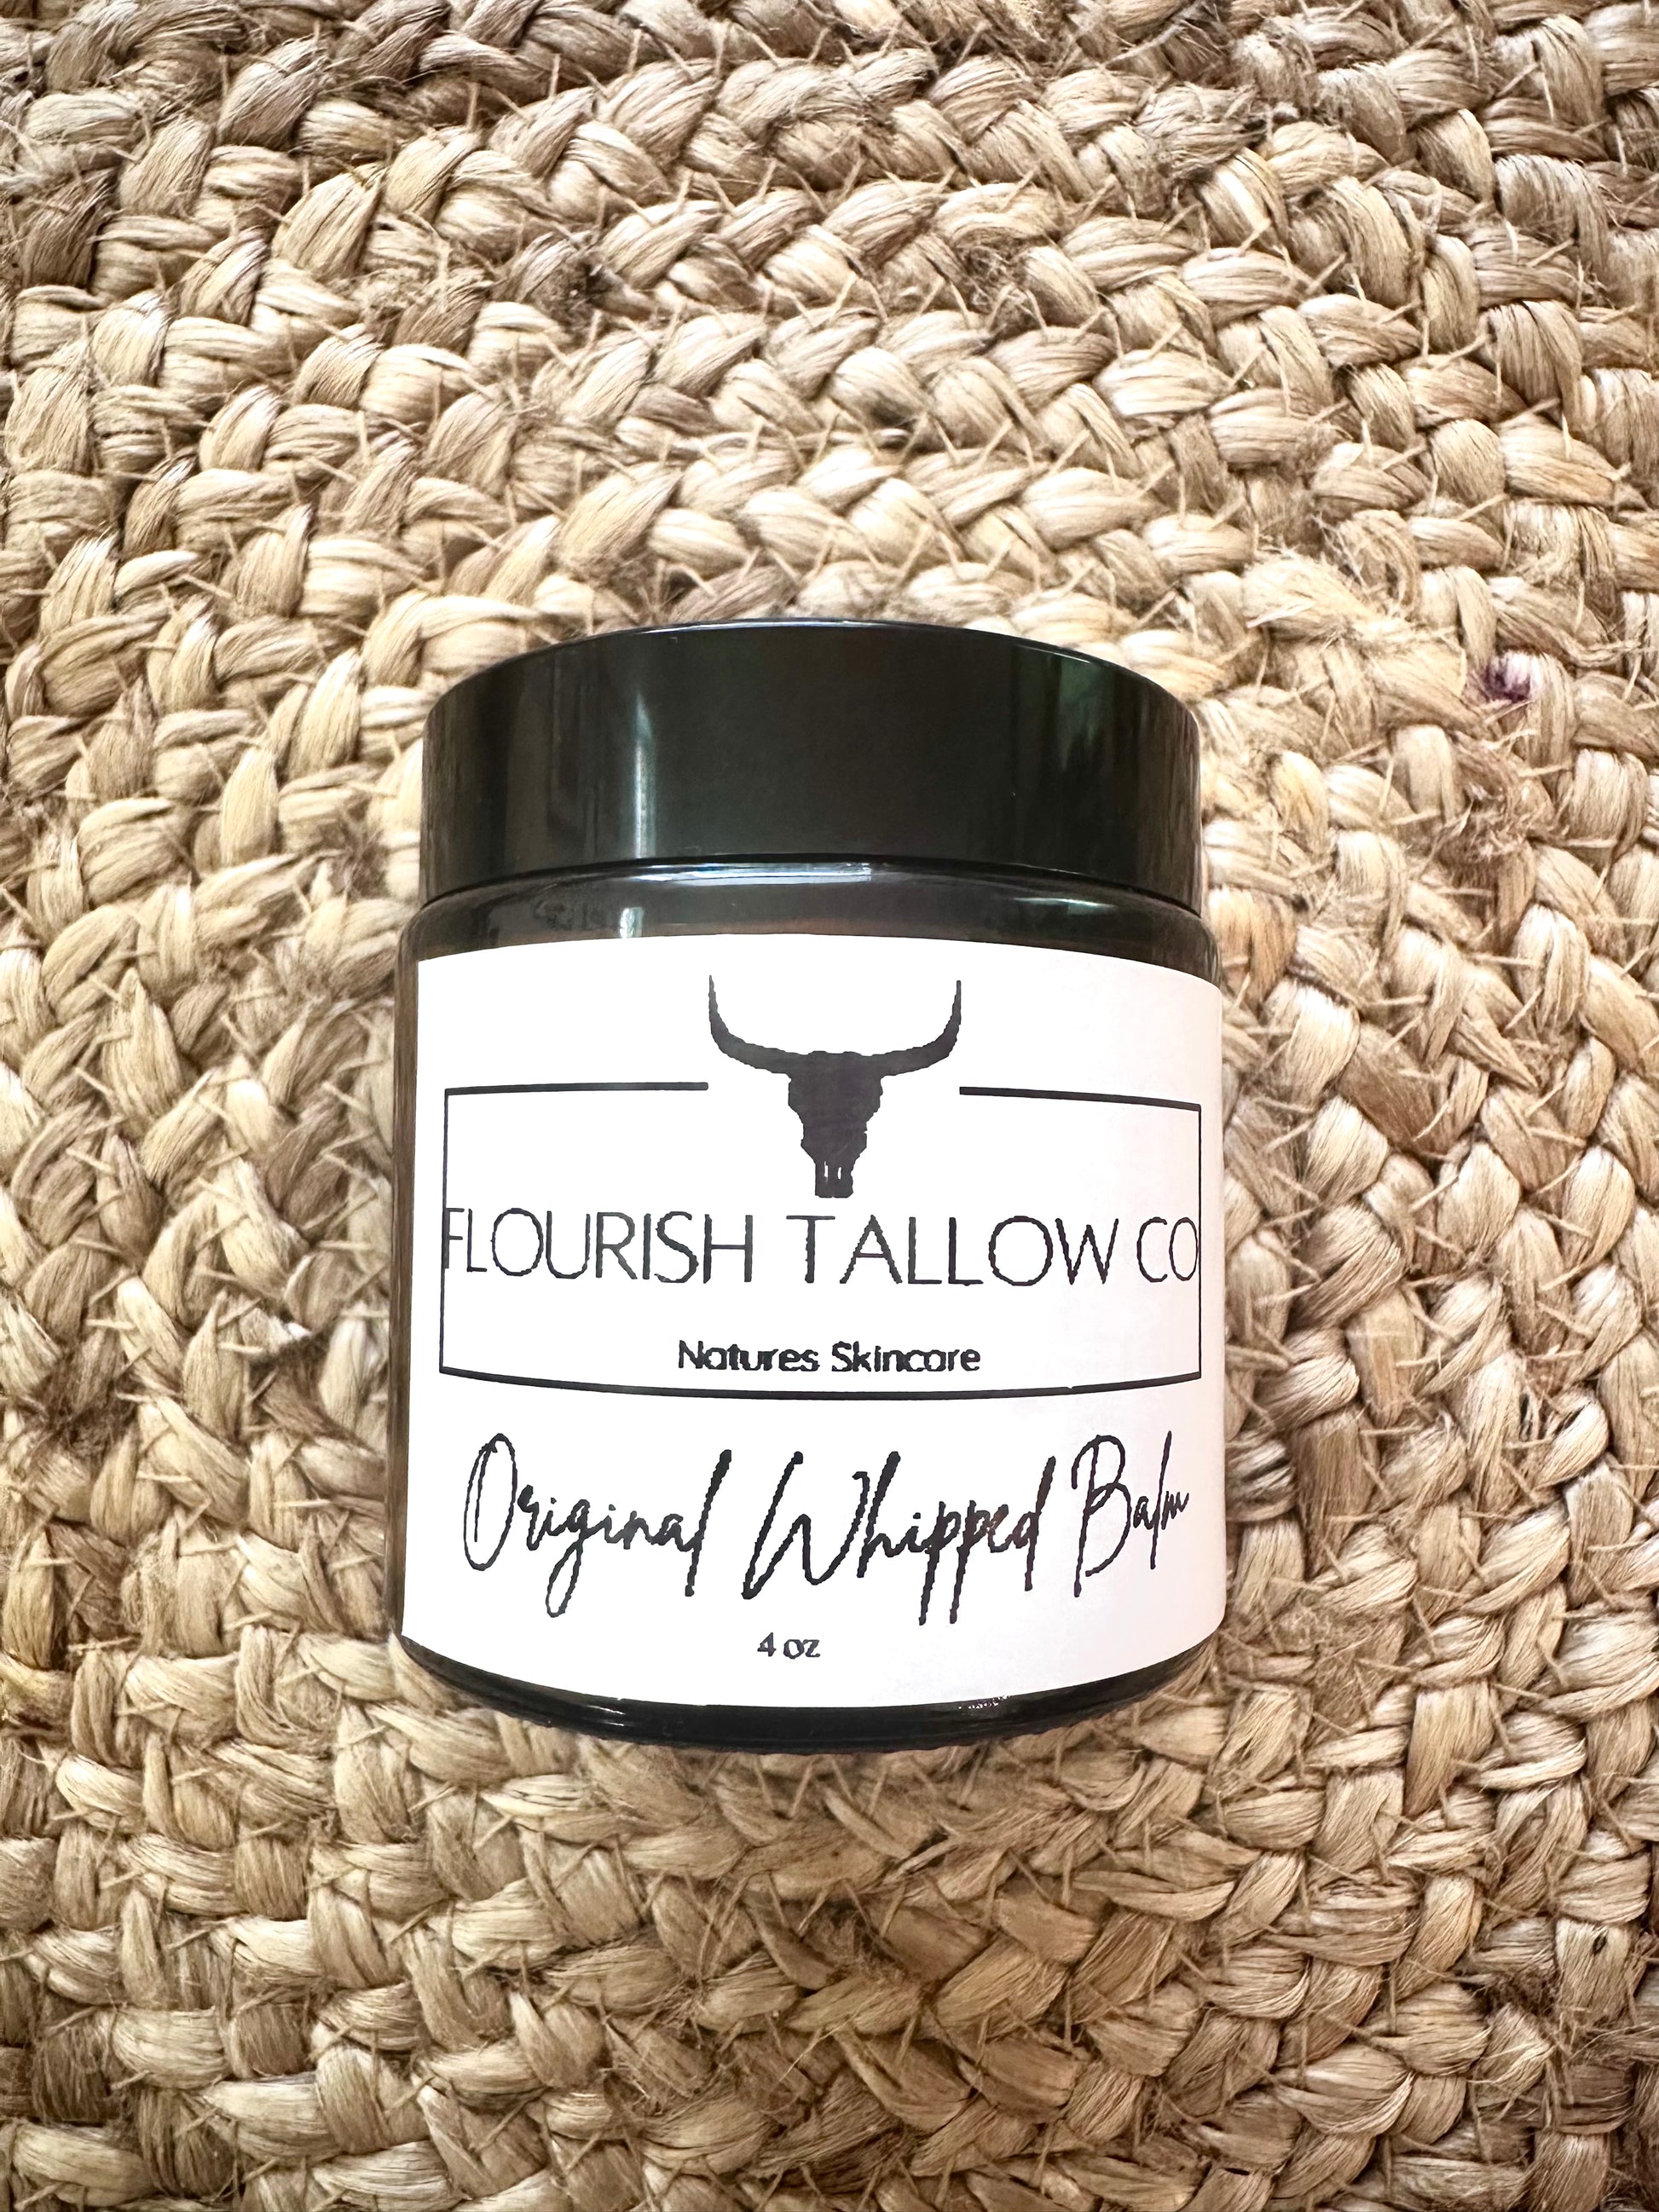 FLOURISH TALLOW CO
Natures Skincare
Original Whipped Balm
4 oz